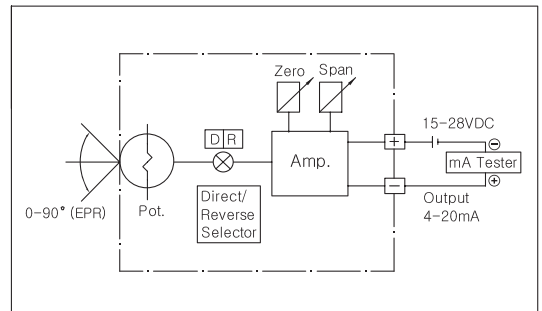 Zero Span
D R
15-28VDC
+
⊖
Amp.
mA Tester
⊕
−
0-90° (EPR)
Pot.
Direct/
Reverse
Selector
Output
4-20mA